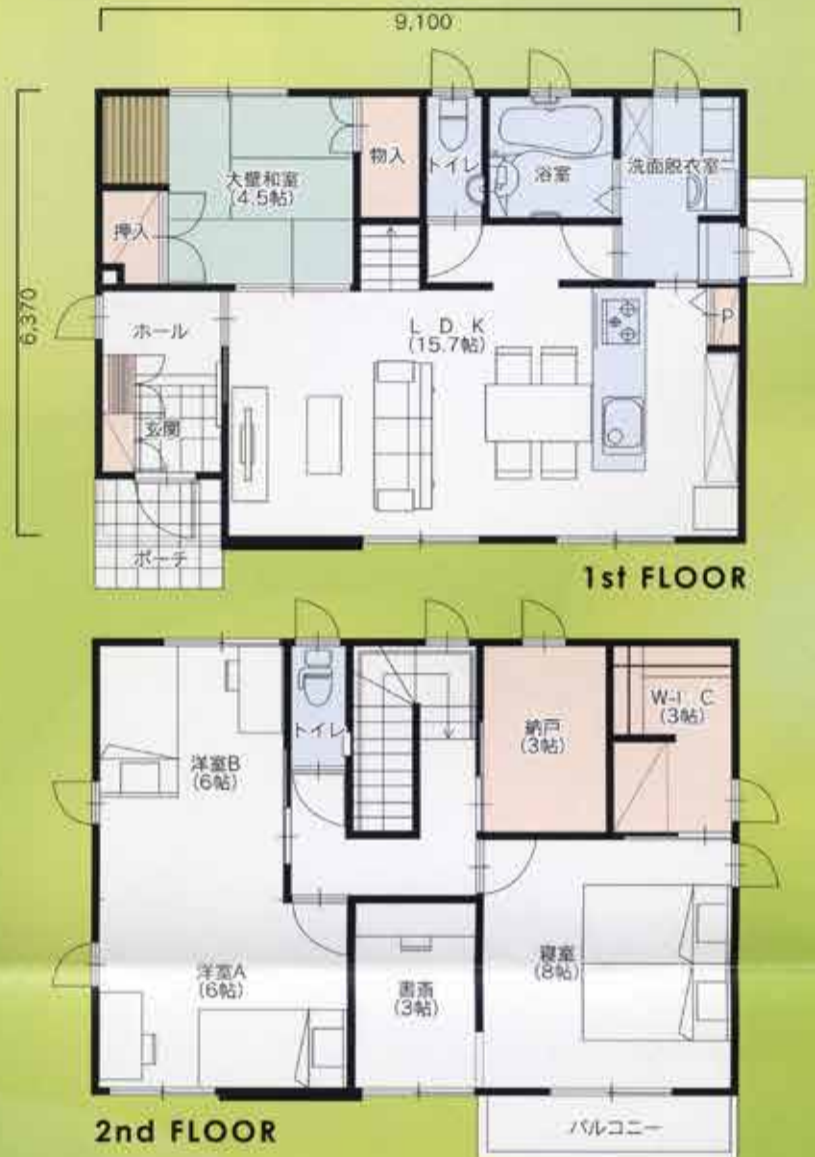 9,100
6,370
大壁和室
(4.5帖)
物入
トイレ
浴室
洗面脱衣室
押入
ホール
L D K
(15.7帖)
P
玄関
ポーチ
1st FLOOR
洋室B
(6帖)
トイレ
納戸
(3帖)
W-I C
(3帖)
洋室A
(6帖)
書斎
(3帖)
寝室
(8帖)
2nd FLOOR
バルコニー